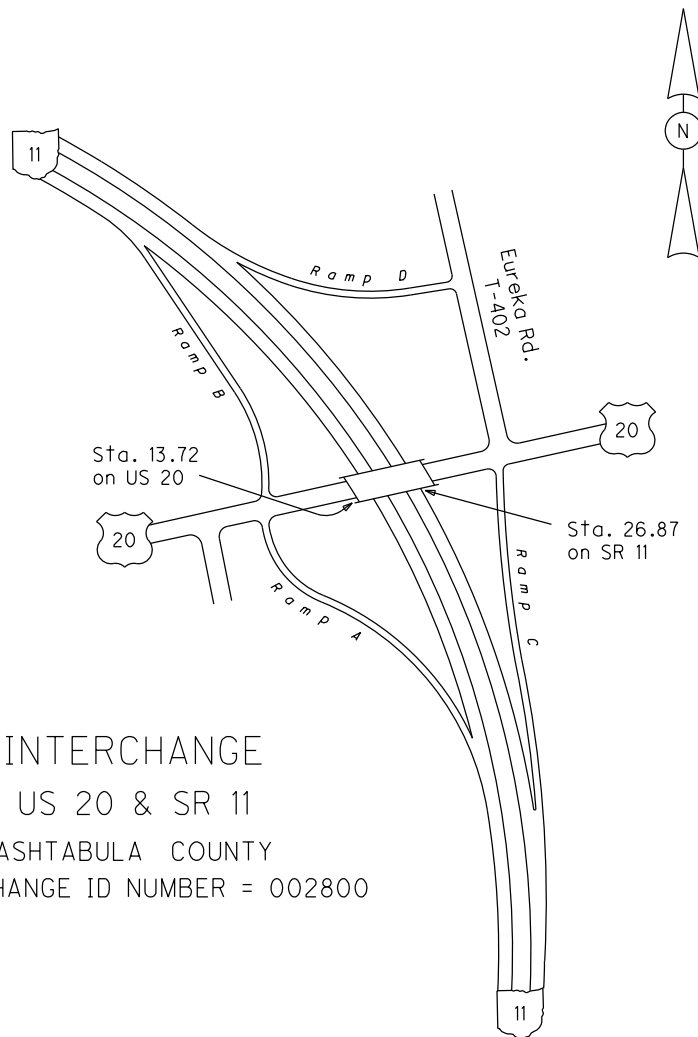 11
N
Ramp D
Eureka Rd.
T-402
Ramp B
20
Sta. 13.72
on US 20
20
Sta. 26.87
on SR 11
Ramp C
Ramp A
INTERCHANGE
US 20 & SR 11
ASHTABULA COUNTY
HANGE ID NUMBER = 002800
11